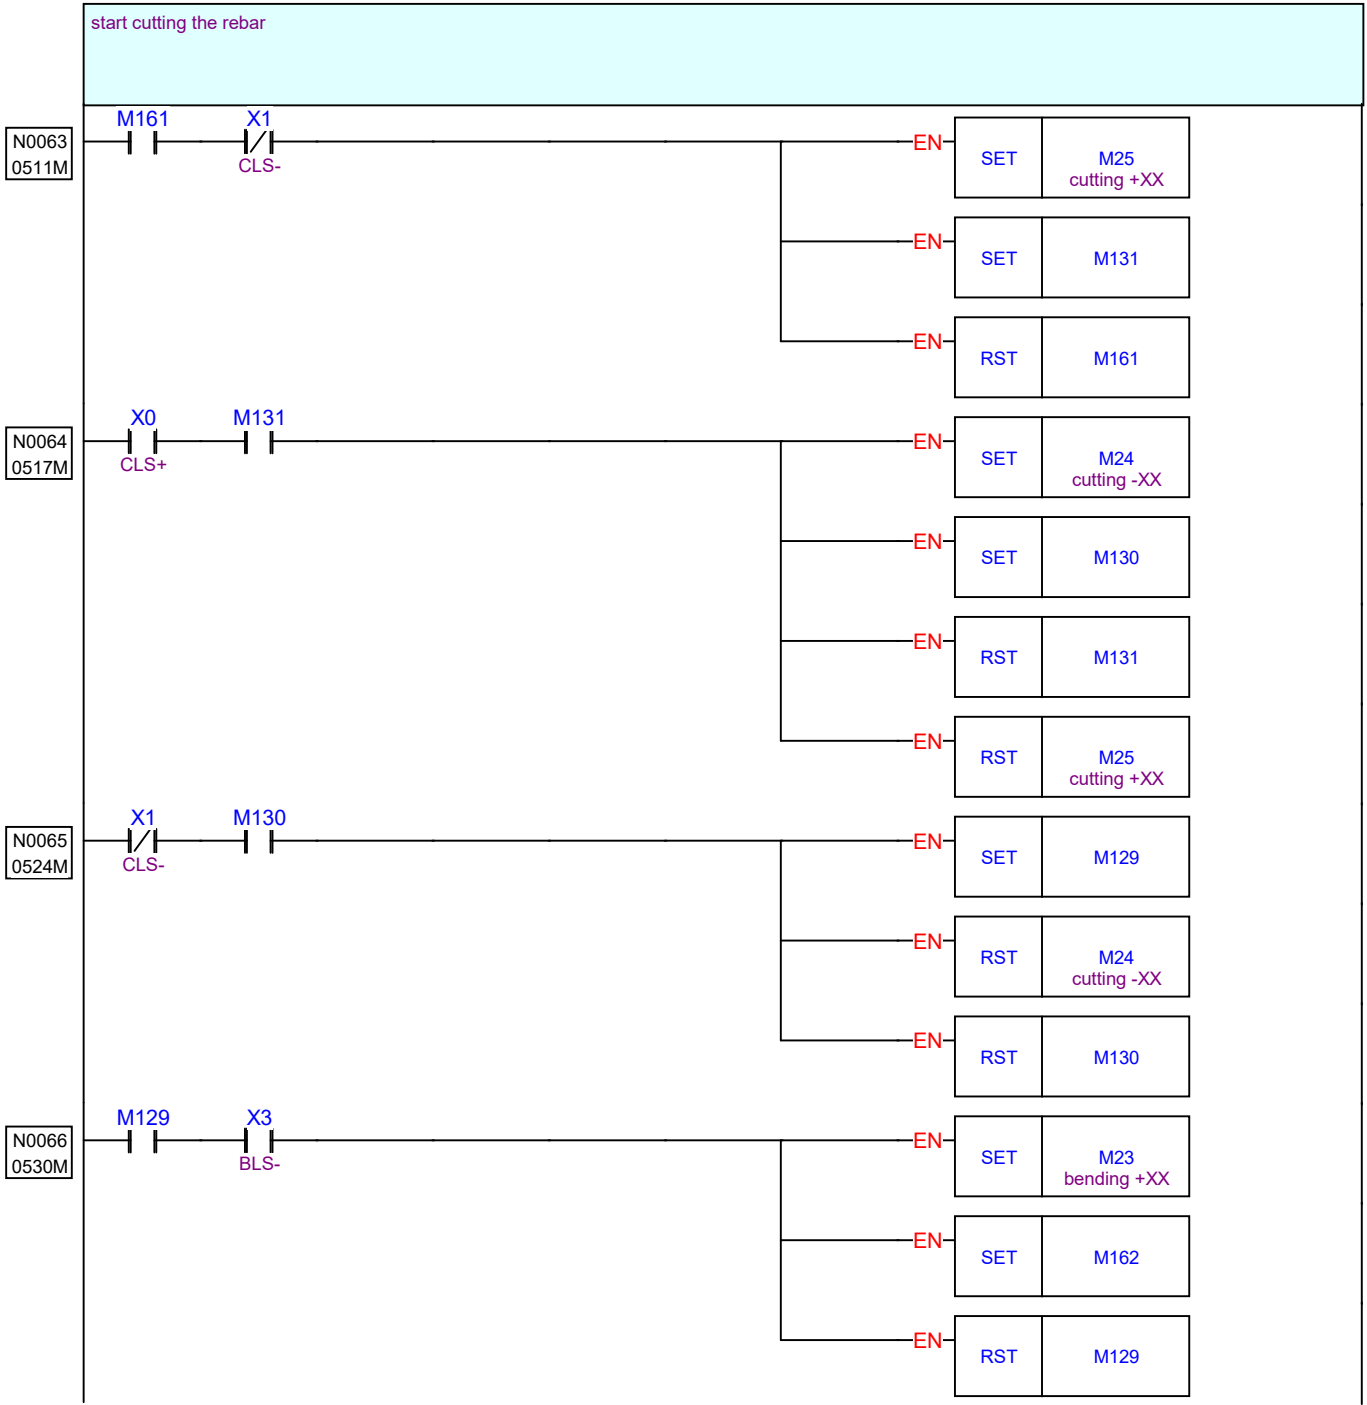 start cutting the rebar
M161 X1
N0063
0511M
CLS-
EN SET M25
cutting +XX
EN SET M131
EN RST M161
X0 M131
N0064
0517M
CLS+
EN SET M24
cutting -XX
EN SET M130
EN RST M131
EN RST M25
cutting +XX
X1 M130
N0065
0524M
CLS-
EN SET M129
EN RST M24
cutting -XX
EN RST M130
M129 X3
N0066
0530M
BLS-
EN SET M23
bending +XX
EN SET M162
EN RST M129